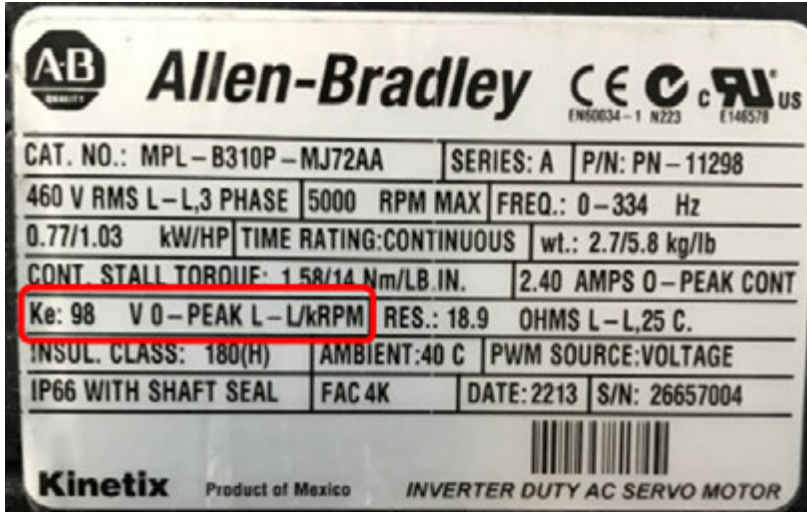 A-B
QUALITY
Allen-Bradley
CE
EN60034-1 N223
c RU US
E146578
CAT. NO.: MPL-B310P-MJ72AA SERIES: A P/N: PN-11298
460 V RMS L-L,3 PHASE 5000 RPM MAX FREQ.: 0-334 Hz
0.77/1.03 kW/HP TIME RATING:CONTINUOUS wt.: 2.7/5.8 kg/lb
CONT. STALL TORQUE: 1.58/14 Nm/LB.IN. 2.40 AMPS 0-PEAK CONT
Ke: 98 V 0-PEAK L-L/kRPM RES.: 18.9 OHMS L-L,25 C.
INSUL. CLASS: 180(H) AMBIENT:40 C PWM SOURCE:VOLTAGE
IP66 WITH SHAFT SEAL FAC 4K DATE:2213 S/N: 26657004
Kinetix Product of Mexico INVERTER DUTY AC SERVO MOTOR